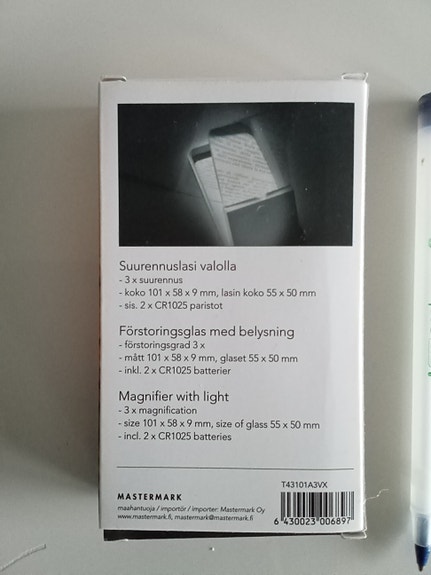 Suurennuslasi valolla
- 3 x suurennus
- koko 101 x 58 x 9 mm, lasin koko 55 x 50 mm
- sis. 2 x CR1025 paristot
Förstoringsglas med belysning
- förstoringsgrad 3 x
- mått 101 x 58 x 9 mm, glaset 55 x 50 mm
- inkl. 2 x CR1025 batterier
Magnifier with light
- 3 x magnification
- size 101 x 58 x 9 mm, size of glass 55 x 50 mm
- incl. 2 x CR1025 batteries
MASTERMARK
maahantuoja / importör / importer: Mastermark Oy
www.mastermark.fi, mastermark@mastermark.fi
T43101A3VX
6 430023 006897